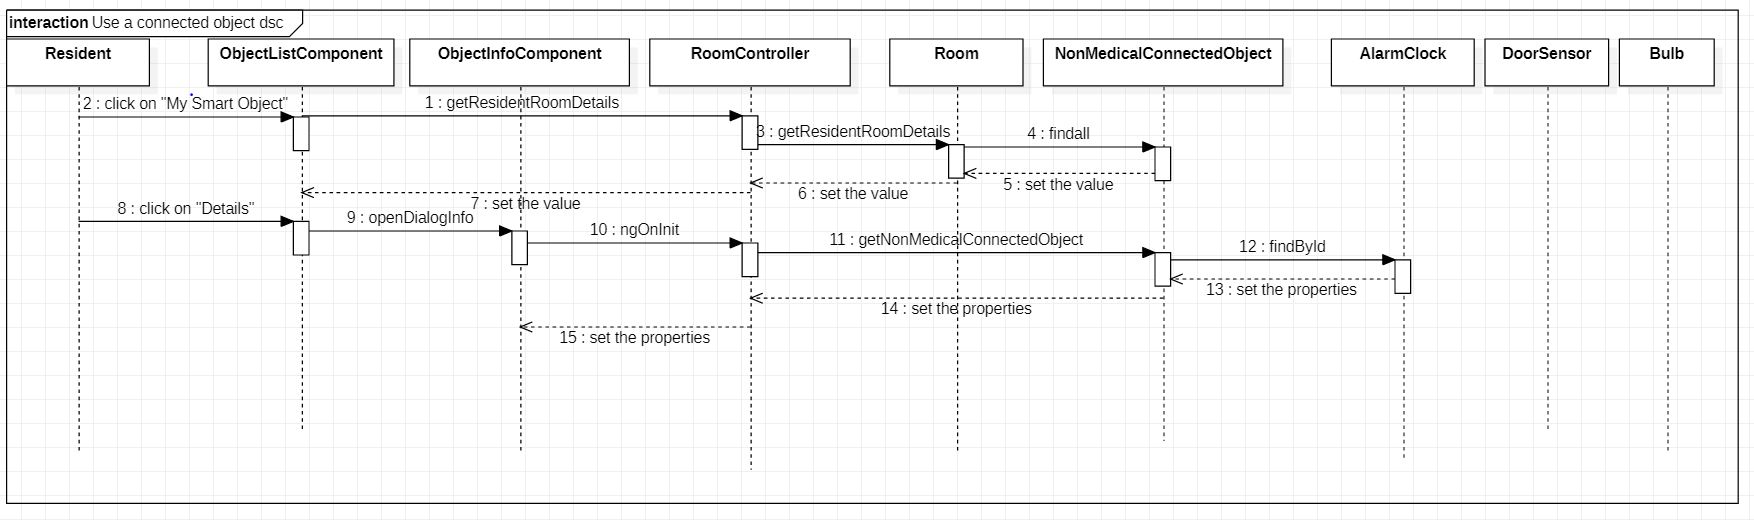 interaction Use a connected object dsc
Resident
ObjectListComponent
ObjectInfoComponent
RoomController
Room
NonMedicalConnectedObject
AlarmClock
DoorSensor
Bulb
2 : click on "My Smart Object"
1 : getResidentRoomDetails
3 : getResidentRoomDetails
4 : findall
5 : set the value
6 : set the value
7 : set the value
8 : click on "Details"
9 : openDialogInfo
10 : ngOnInit
11 : getNonMedicalConnectedObject
12 : findById
13 : set the properties
14 : set the properties
15 : set the properties